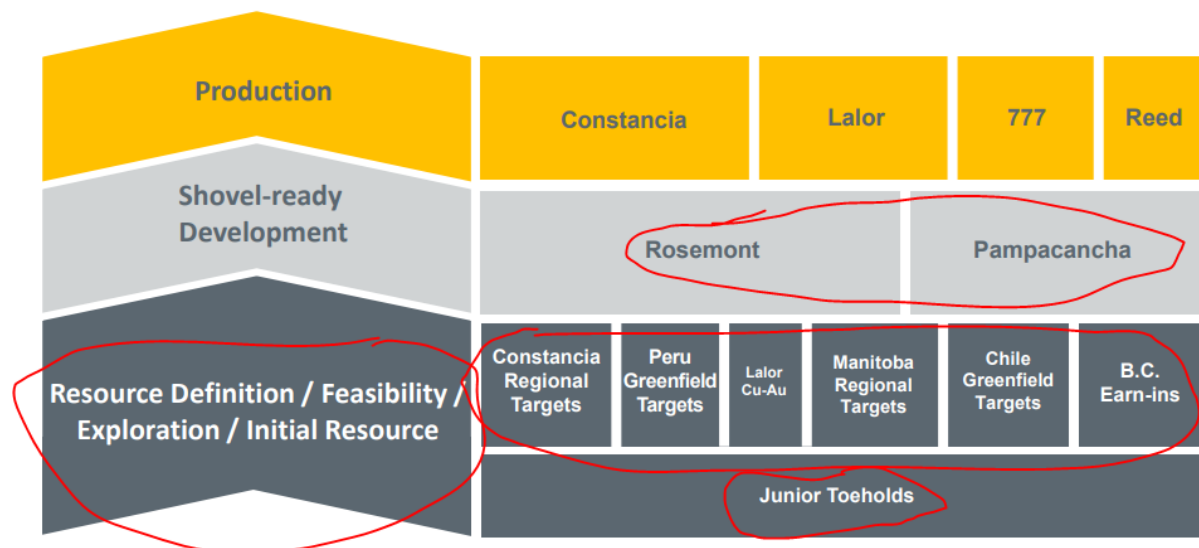 Production
Constancia
Lalor
777
Reed
Shovel-ready
Development
Rosemont
Pampacancha
Resource Definition / Feasibility /
Exploration / Initial Resource
Constancia
Regional
Targets
Peru
Greenfield
Targets
Lalor
Cu-Au
Manitoba
Regional
Targets
Chile
Greenfield
Targets
B.C.
Earn-ins
Junior Toeholds